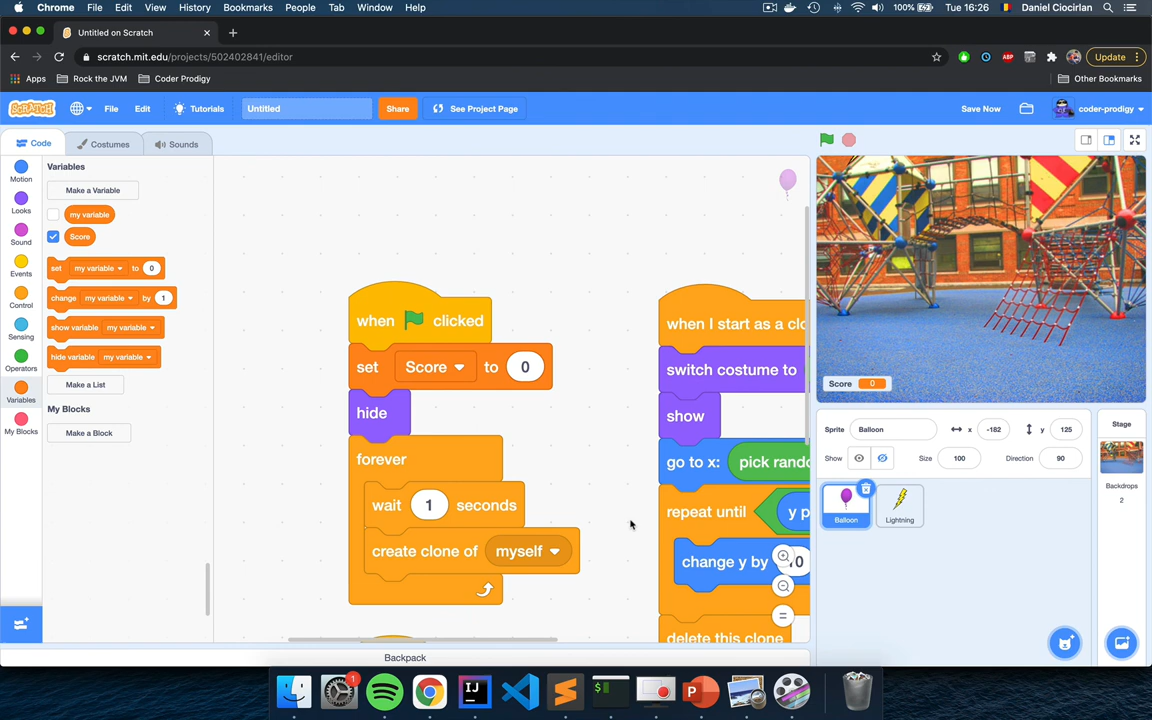 Chrome File Edit View History Bookmarks People Tab Window Help 100% Tue 16:26 Daniel Ciocirlan
Untitled on Scratch
scratch.mit.edu/projects/502402841/editor ABP Update
Apps Rock the JVM Coder Prodigy Other Bookmarks
SCRATCH File Edit Tutorials Untitled Share See Project Page Save Now coder-prodigy
Code Costumes Sounds
Motion
Looks
Sound
Events
Control
Sensing
Operators
Variables
My Blocks
Variables
Make a Variable
my variable
Score
set my variable to 0
change my variable by 1
show variable my variable
hide variable my variable
Make a List
My Blocks
Make a Block
when clicked
set Score to 0
hide
forever
wait 1 seconds
create clone of myself
when I start as a clo
switch costume to
show
go to x: pick rando
repeat until y p
change y by 10
delete this clone
Backpack
Score 0
Sprite Balloon x -182 y 125
Show Size 100 Direction 90
Balloon
Lightning
Stage
Backdrops
2
1
IJ
$
P